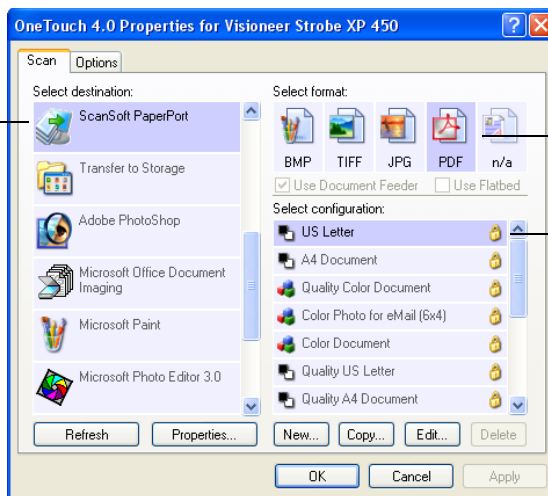 OneTouch 4.0 Properties for Visioneer Strobe XP 450
Scan
Options
Select destination:
ScanSoft PaperPort
Transfer to Storage
Adobe PhotoShop
Microsoft Office Document
Imaging
Microsoft Paint
Microsoft Photo Editor 3.0
Refresh
Properties...
Select format:
BMP
TIFF
JPG
PDF
n/a
Use Document Feeder
Use Flatbed
Select configuration:
US Letter
A4 Document
Quality Color Document
Color Photo for eMail (6x4)
Color Document
Quality US Letter
Quality A4 Document
New...
Copy...
Edit...
Delete
OK
Cancel
Apply